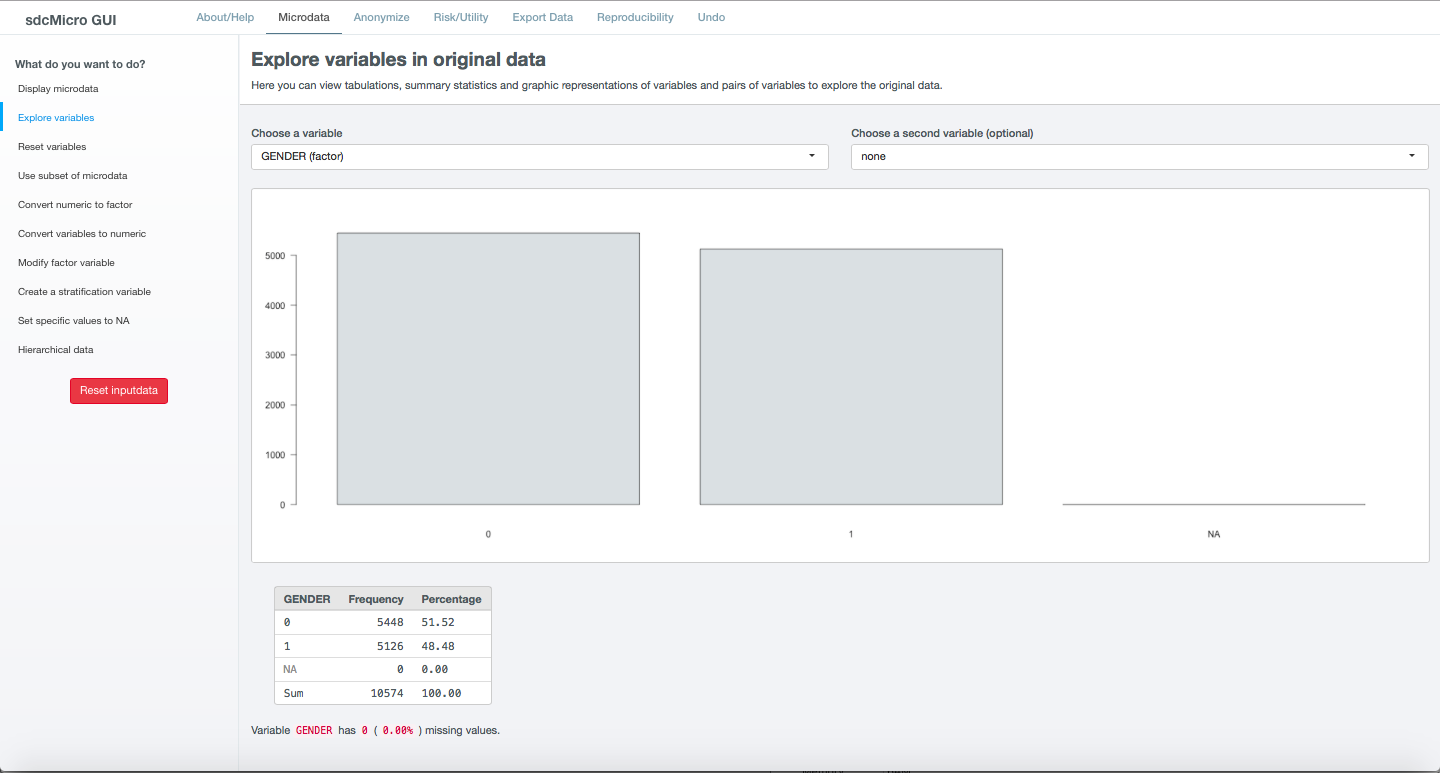 sdcMicro GUI
About/Help Microdata Anonymize Risk/Utility Export Data Reproducibility Undo
What do you want to do?
Display microdata
Explore variables
Reset variables
Use subset of microdata
Convert numeric to factor
Convert variables to numeric
Modify factor variable
Create a stratification variable
Set specific values to NA
Hierarchical data
Reset inputdata
Explore variables in original data
Here you can view tabulations, summary statistics and graphic representations of variables and pairs of variables to explore the original data.
Choose a variable
GENDER (factor)
Choose a second variable (optional)
none
5000
4000
3000
2000
1000
0
0 1 NA
GENDER Frequency Percentage
0 5448 51.52
1 5126 48.48
NA 0 0.00
Sum 10574 100.00
Variable GENDER has 0 ( 0.00% ) missing values.